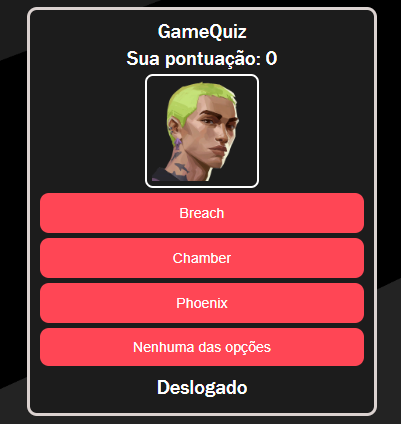 GameQuiz
Sua pontuação: 0
Breach
Chamber
Phoenix
Nenhuma das opções
Deslogado